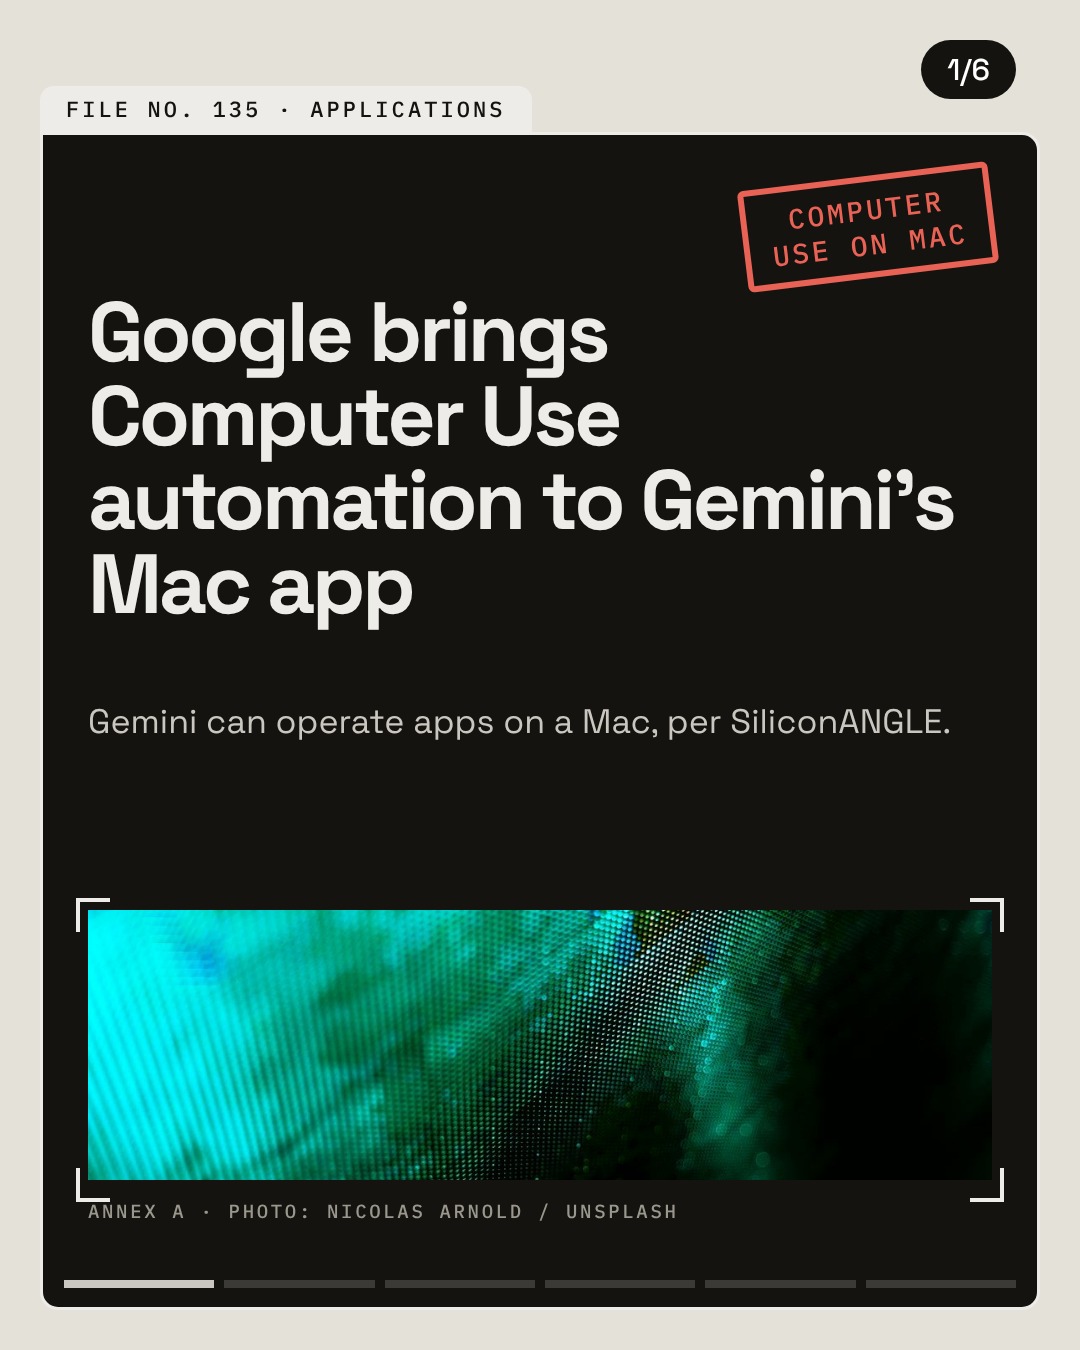 1/6
FILE NO. 135 · APPLICATIONS
COMPUTER
USE ON MAC
Google brings
Computer Use
automation to Gemini’s
Mac app
Gemini can operate apps on a Mac, per SiliconANGLE.
ANNEX A · PHOTO: NICOLAS ARNOLD / UNSPLASH